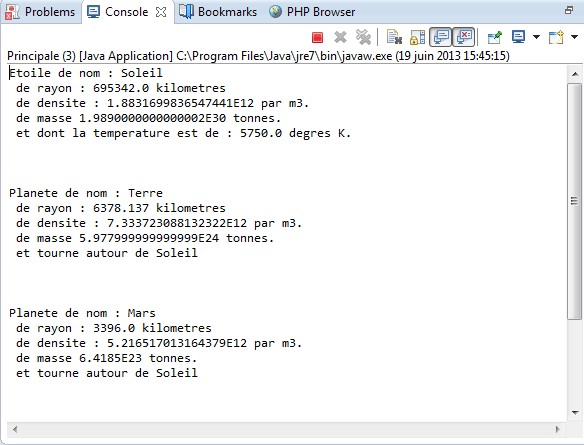 Problems Console Bookmarks PHP Browser
Principale (3) [Java Application] C:\Program Files\Java\jre7\bin\javaw.exe (19 juin 2013 15:45:15)
Etoile de nom : Soleil
de rayon : 695342.0 kilometres
de densite : 1.8831699836547441E12 par m3.
de masse 1.9890000000000002E30 tonnes.
et dont la temperature est de : 5750.0 degres K.
Planete de nom : Terre
de rayon : 6378.137 kilometres
de densite : 7.333723088132322E12 par m3.
de masse 5.977999999999999E24 tonnes.
et tourne autour de Soleil
Planete de nom : Mars
de rayon : 3396.0 kilometres
de densite : 5.216517013164379E12 par m3.
de masse 6.4185E23 tonnes.
et tourne autour de Soleil